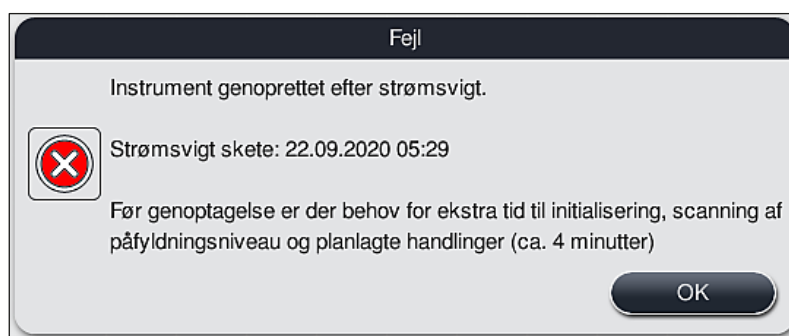 Fejl
Instrument genoprettet efter strømsvigt.
Strømsvigt skete: 22.09.2020 05:29
Før genoptagelse er der behov for ekstra tid til initialisering, scanning af
påfyldningsniveau og planlagte handlinger (ca. 4 minutter)
OK